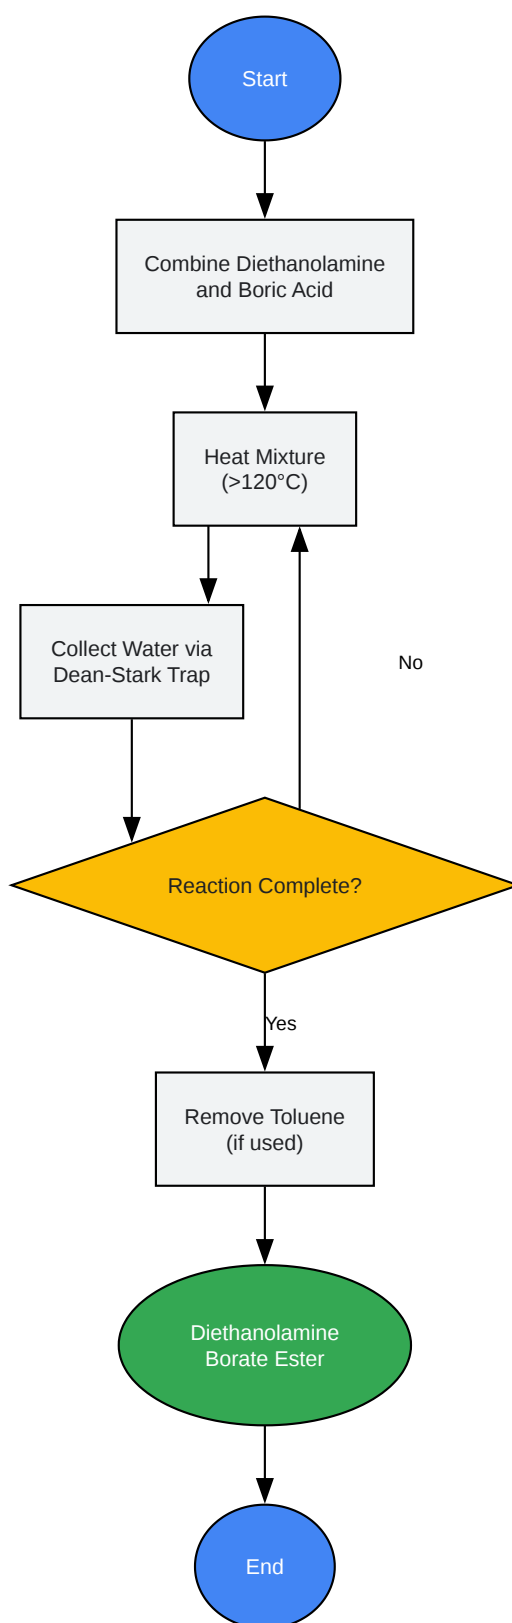 Start
Combine Diethanolamine
and Boric Acid
Heat Mixture
(>120°C)
Collect Water via
Dean-Stark Trap
No
Reaction Complete?
Yes
Remove Toluene
(if used)
Diethanolamine
Borate Ester
End